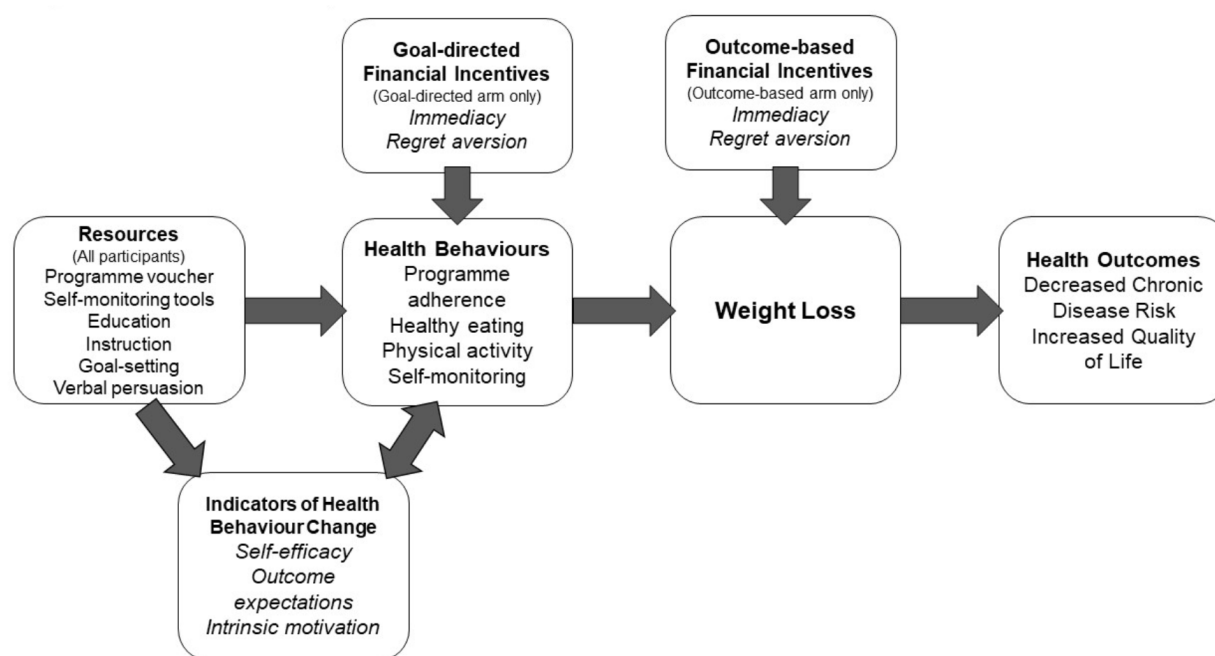 Goal-directed
Financial Incentives
(Goal-directed arm only)
Immediacy
Regret aversion
Outcome-based
Financial Incentives
(Outcome-based arm only)
Immediacy
Regret aversion
Resources
(All participants)
Programme voucher
Self-monitoring tools
Education
Instruction
Goal-setting
Verbal persuasion
Health Behaviours
Programme
adherence
Healthy eating
Physical activity
Self-monitoring
Weight Loss
Health Outcomes
Decreased Chronic
Disease Risk
Increased Quality
of Life
Indicators of Health
Behaviour Change
Self-efficacy
Outcome
expectations
Intrinsic motivation